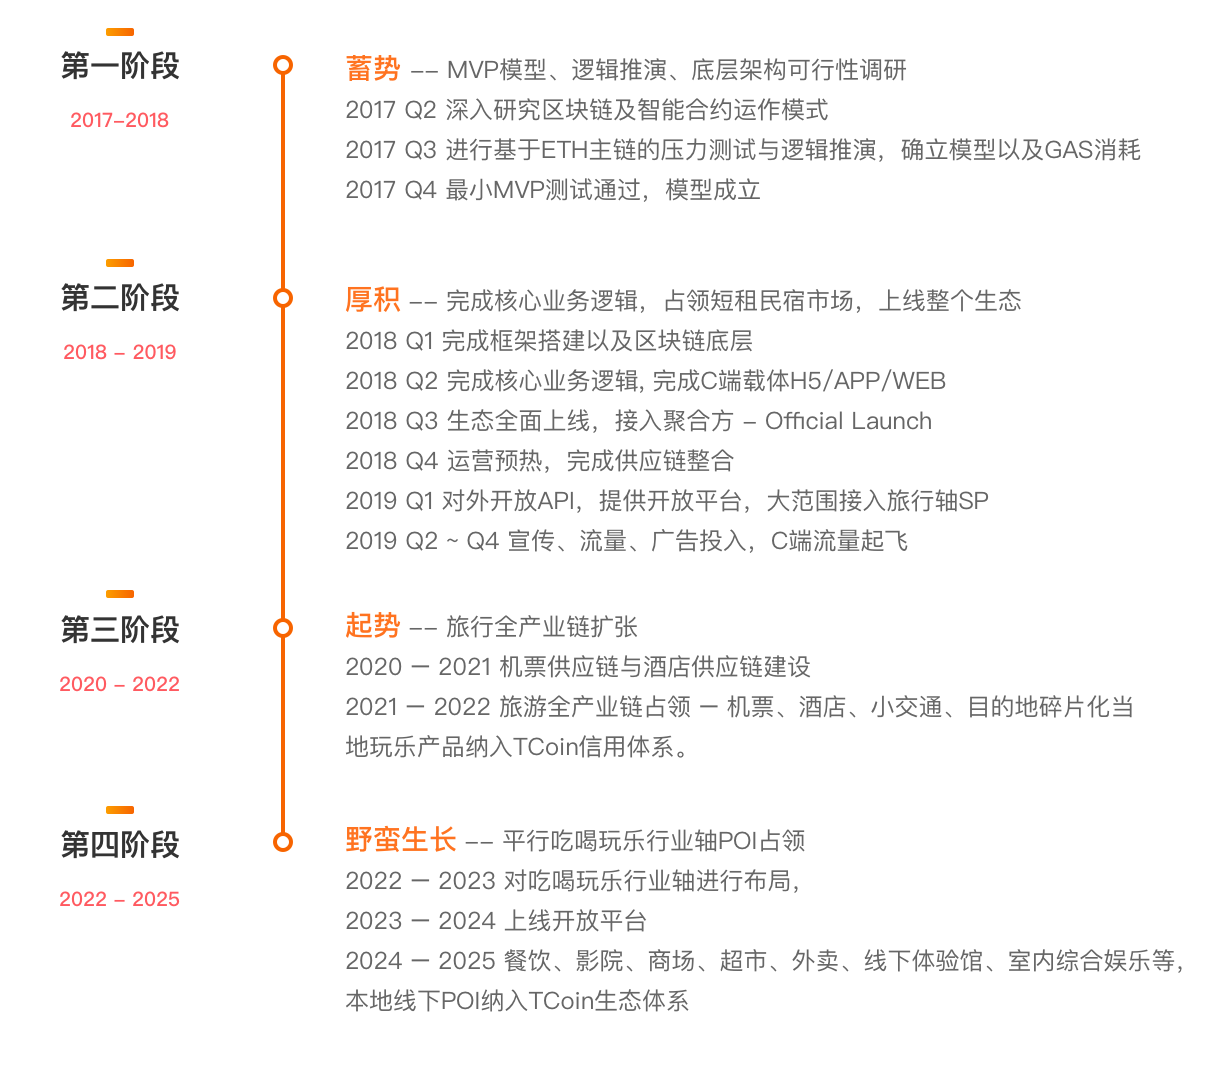 第一阶段
2017-2018
蓄势 -- MVP模型、逻辑推演、底层架构可行性调研
2017 Q2 深入研究区块链及智能合约运作模式
2017 Q3 进行基于ETH主链的压力测试与逻辑推演，确立模型以及GAS消耗
2017 Q4 最小MVP测试通过，模型成立
第二阶段
2018 - 2019
厚积 -- 完成核心业务逻辑，占领短租民宿市场，上线整个生态
2018 Q1 完成框架搭建以及区块链底层
2018 Q2 完成核心业务逻辑, 完成C端载体H5/APP/WEB
2018 Q3 生态全面上线，接入聚合方 - Official Launch
2018 Q4 运营预热，完成供应链整合
2019 Q1 对外开放API，提供开放平台，大范围接入旅行轴SP
2019 Q2 ~ Q4 宣传、流量、广告投入，C端流量起飞
第三阶段
2020 - 2022
起势 -- 旅行全产业链扩张
2020 — 2021 机票供应链与酒店供应链建设
2021 — 2022 旅游全产业链占领 — 机票、酒店、小交通、目的地碎片化当
地玩乐产品纳入TCoin信用体系。
第四阶段
2022 - 2025
野蛮生长 -- 平行吃喝玩乐行业轴POI占领
2022 — 2023 对吃喝玩乐行业轴进行布局，
2023 — 2024 上线开放平台
2024 — 2025 餐饮、影院、商场、超市、外卖、线下体验馆、室内综合娱乐等，
本地线下POI纳入TCoin生态体系